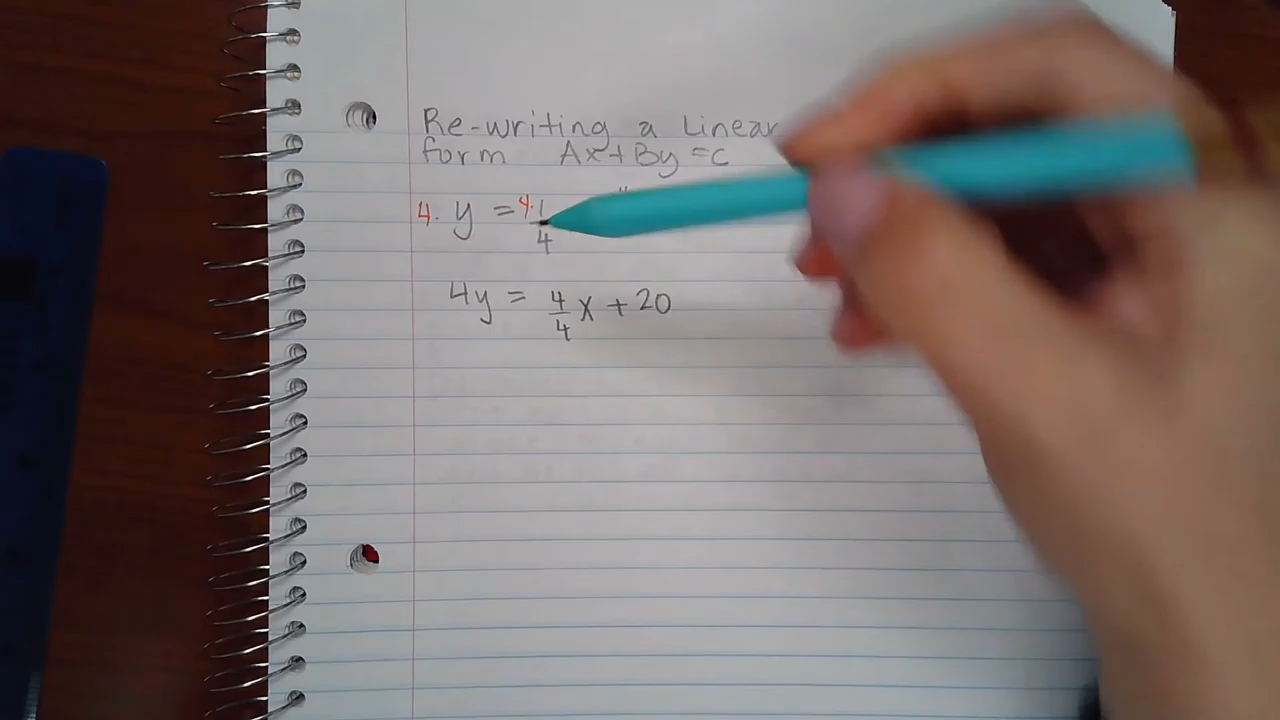 Re-writing a Linear
form Ax+By=C
4. y = 4. 1/4
4y = 4/4 x + 20